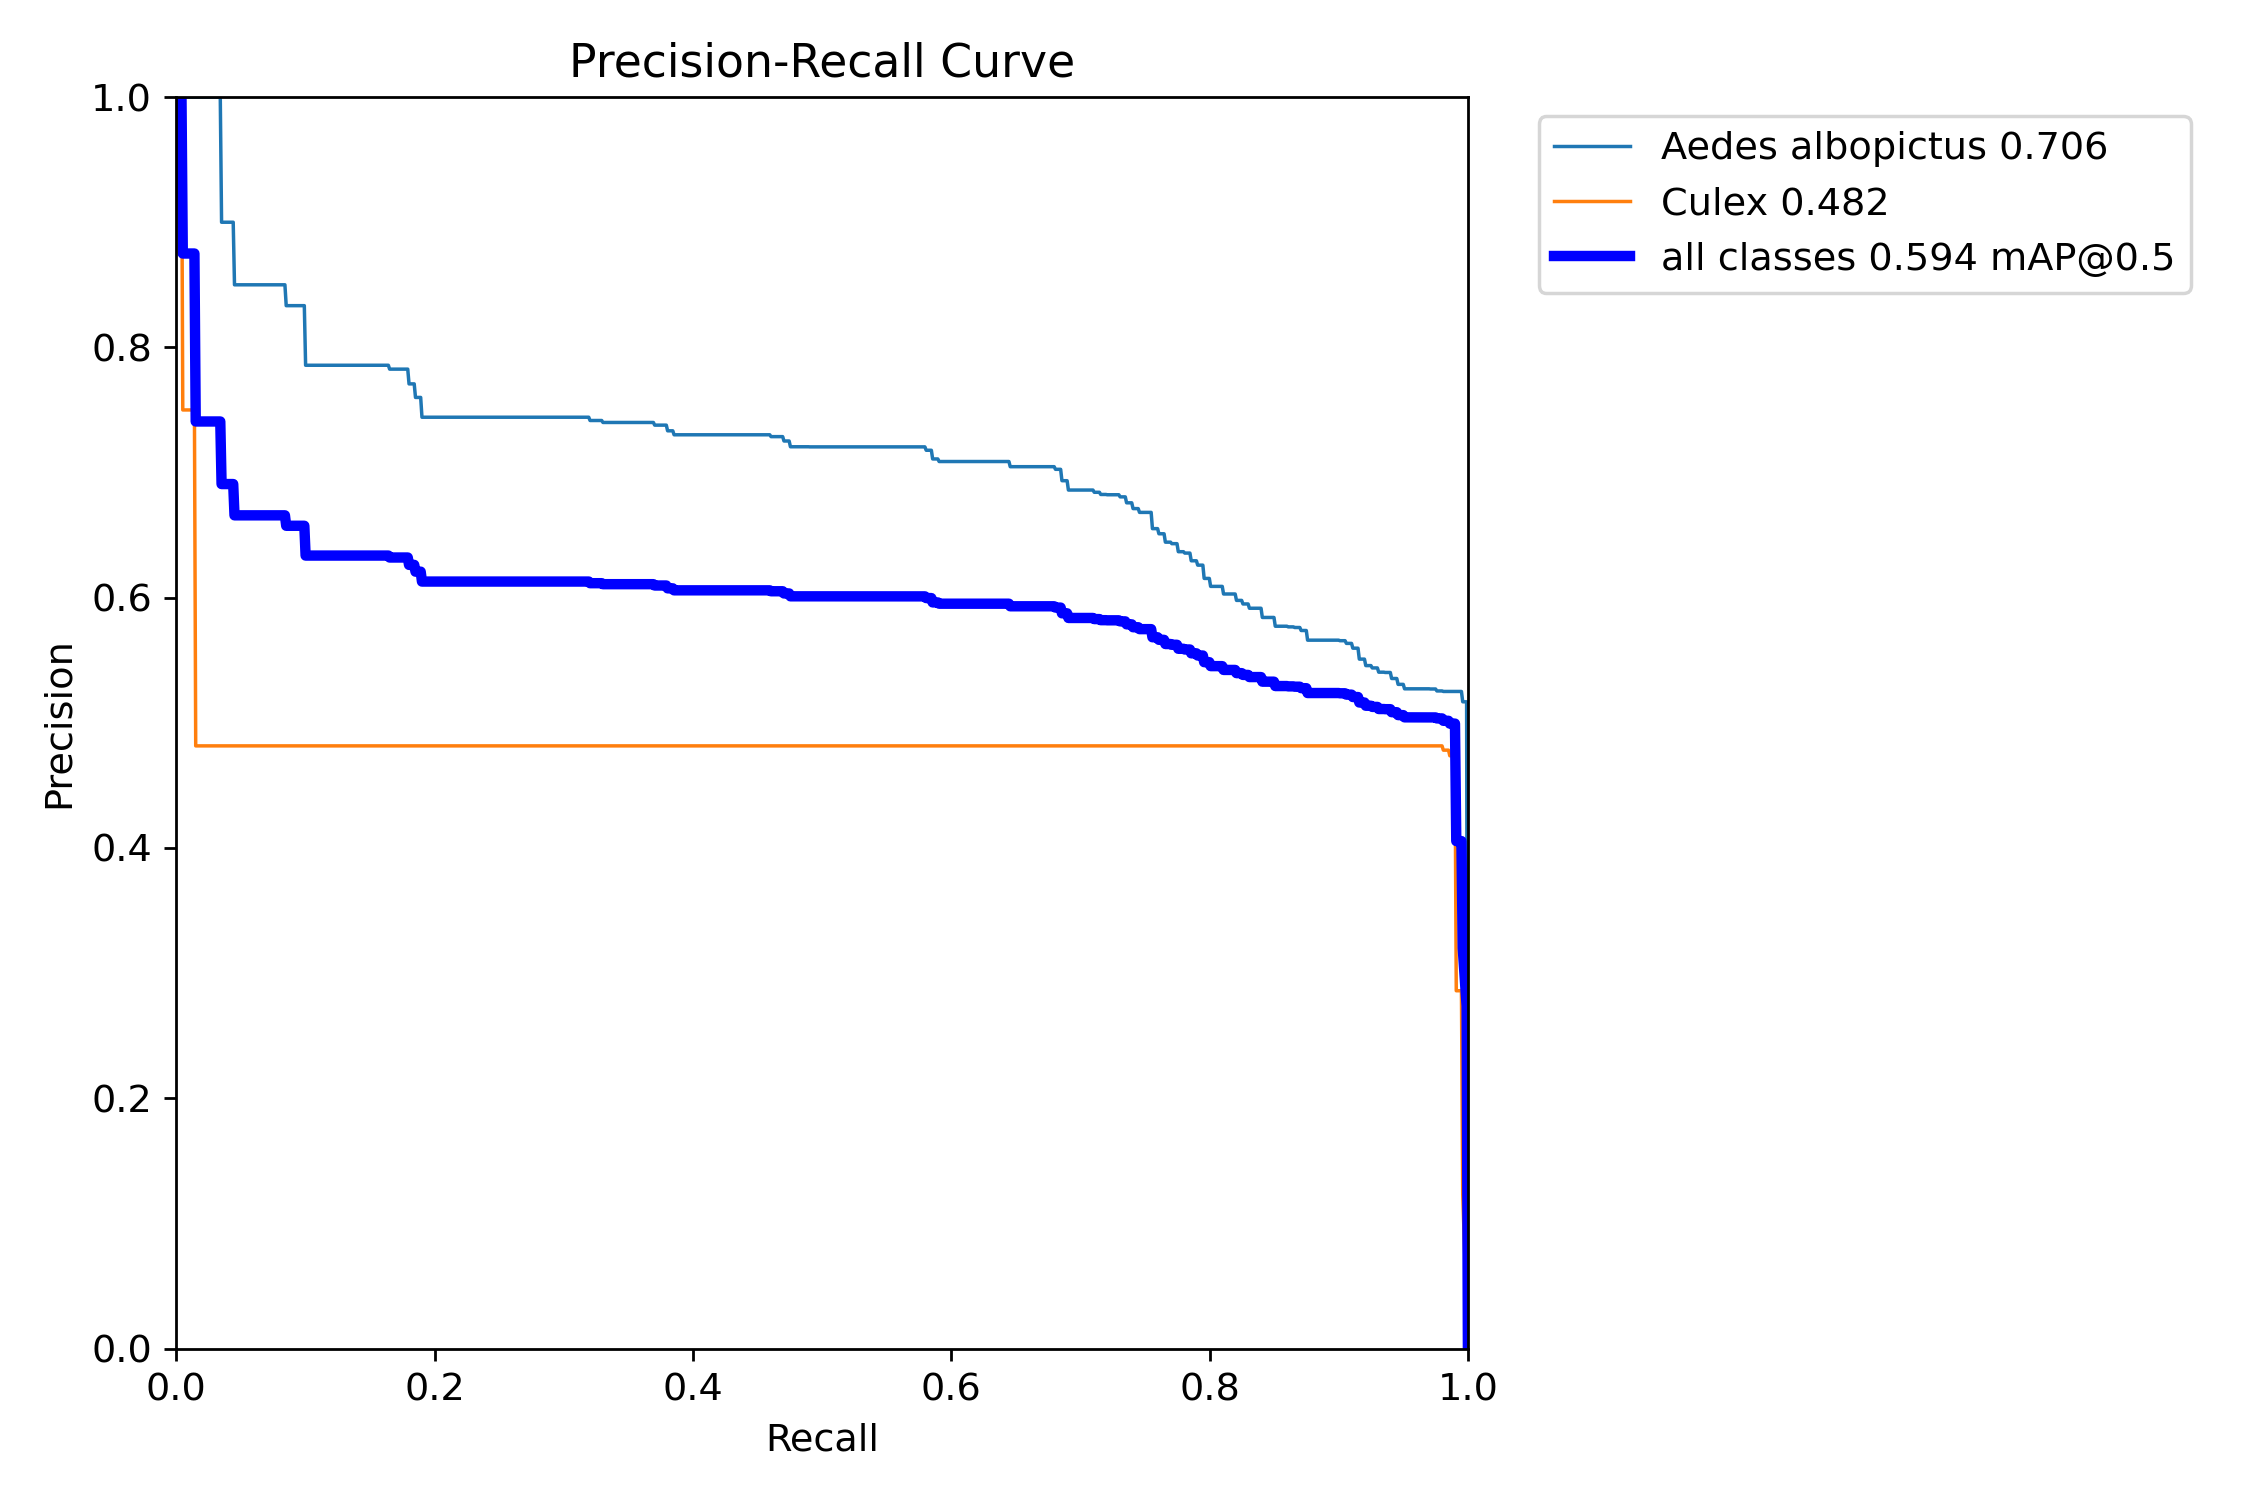 Precision-Recall Curve
Aedes albopictus 0.706
Culex 0.482
all classes 0.594 mAP@0.5
Precision
1.0
0.8
0.6
0.4
0.2
0.0
0.0 0.2 0.4 0.6 0.8 1.0
Recall